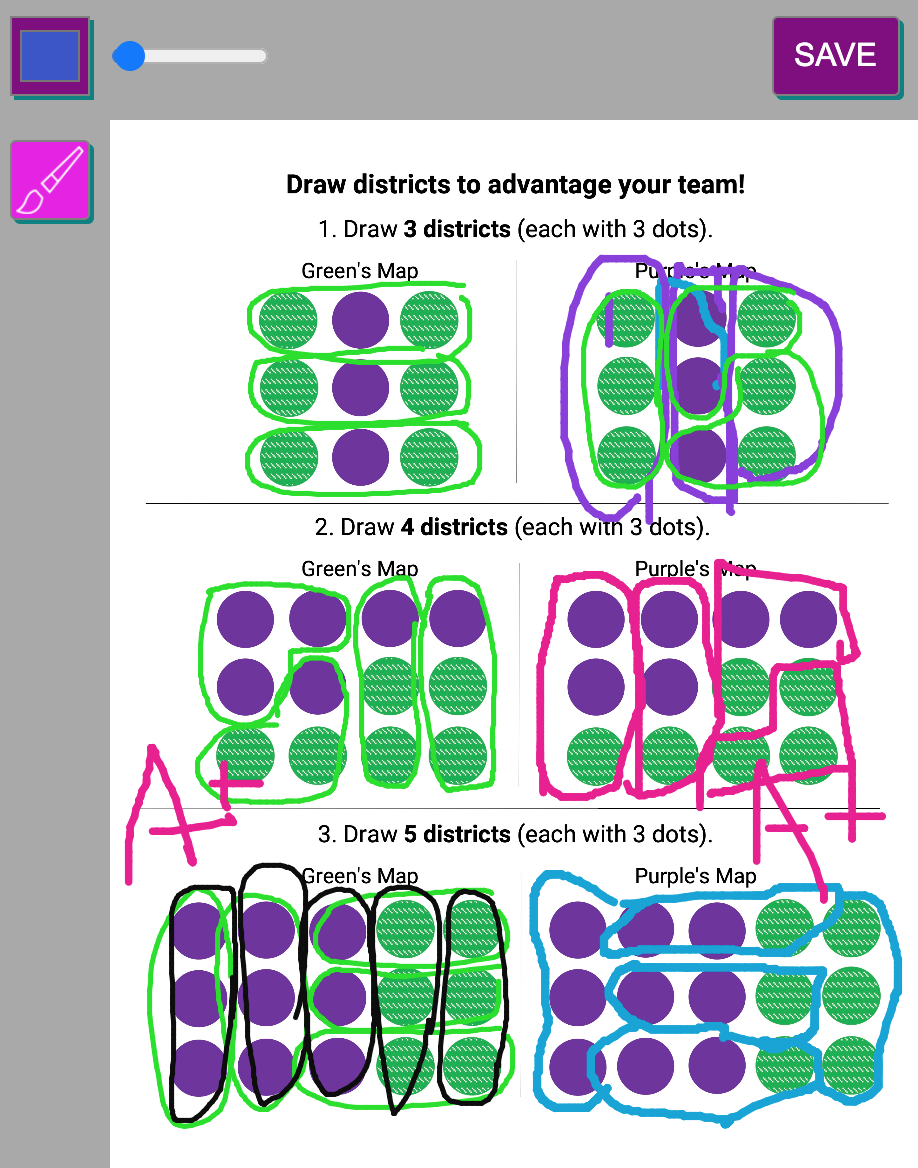 SAVE
Draw districts to advantage your team!
1. Draw 3 districts (each with 3 dots).
Green's Map
Purple's Map
2. Draw 4 districts (each with 3 dots).
Green's Map
Purple's Map
A+
A+
3. Draw 5 districts (each with 3 dots).
Green's Map
Purple's Map